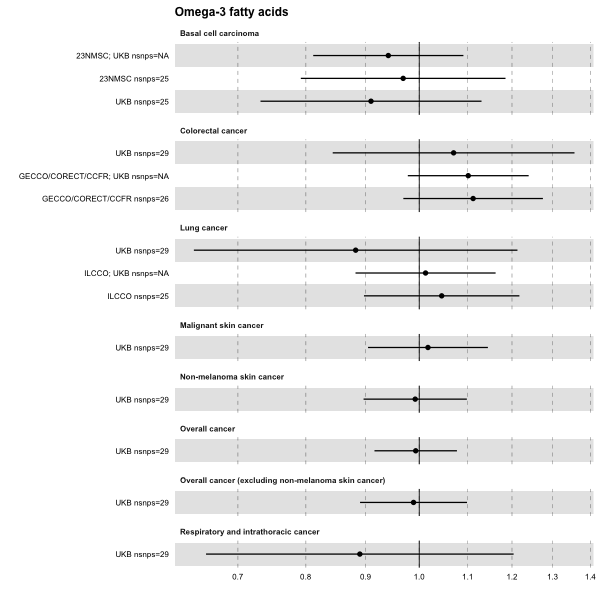 Omega-3 fatty acids
Basal cell carcinoma
23NMSC; UKB nsnps=NA
23NMSC nsnps=25
UKB nsnps=25
Colorectal cancer
UKB nsnps=29
GECCO/CORECT/CCFR; UKB nsnps=NA
GECCO/CORECT/CCFR nsnps=26
Lung cancer
UKB nsnps=29
ILCCO; UKB nsnps=NA
ILCCO nsnps=25
Malignant skin cancer
UKB nsnps=29
Non-melanoma skin cancer
UKB nsnps=29
Overall cancer
UKB nsnps=29
Overall cancer (excluding non-melanoma skin cancer)
UKB nsnps=29
Respiratory and intrathoracic cancer
UKB nsnps=29
0.7 0.8 0.9 1.0 1.1 1.2 1.3 1.4